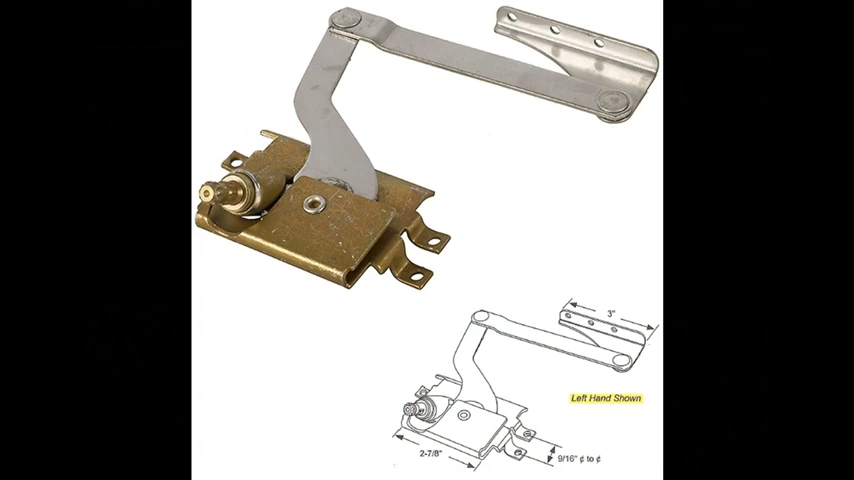 3"
Left Hand Shown
2-7/8"
9/16" ¢ to ¢